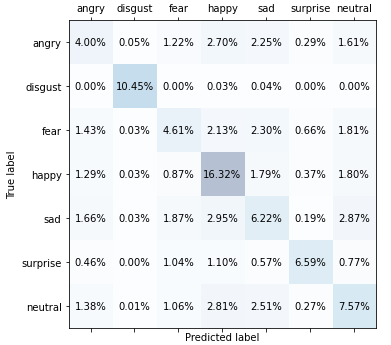 angry disgust fear happy sad surprise neutral
angry 4.00% 0.05% 1.22% 2.70% 2.25% 0.29% 1.61%
disgust 0.00% 10.45% 0.00% 0.03% 0.04% 0.00% 0.00%
fear 1.43% 0.03% 4.61% 2.13% 2.30% 0.66% 1.81%
happy 1.29% 0.03% 0.87% 16.32% 1.79% 0.37% 1.80%
sad 1.66% 0.03% 1.87% 2.95% 6.22% 0.19% 2.87%
surprise 0.46% 0.00% 1.04% 1.10% 0.57% 6.59% 0.77%
neutral 1.38% 0.01% 1.06% 2.81% 2.51% 0.27% 7.57%
True label
Predicted label